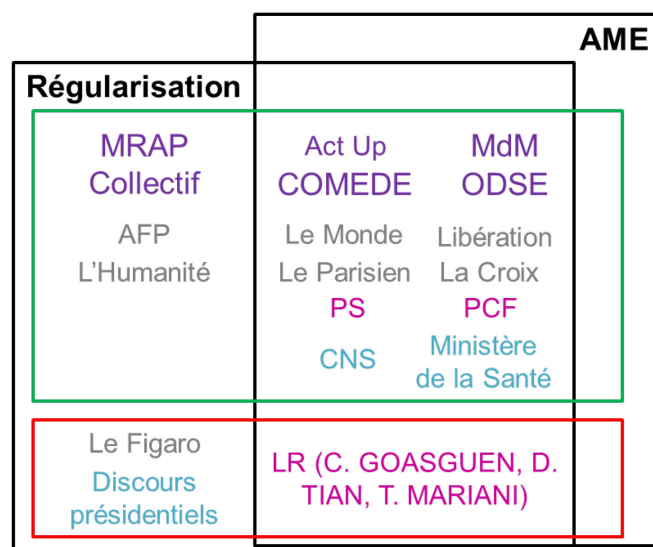 AME
Régularisation
MRAP
Collectif
Act Up
COMEDE
MdM
ODSE
AFP
L'Humanité
Le Monde
Le Parisien
Libération
La Croix
PS
PCF
CNS
Ministère
de la Santé
Le Figaro
Discours
présidentiels
LR (C. GOASGUEN, D.
TIAN, T. MARIANI)